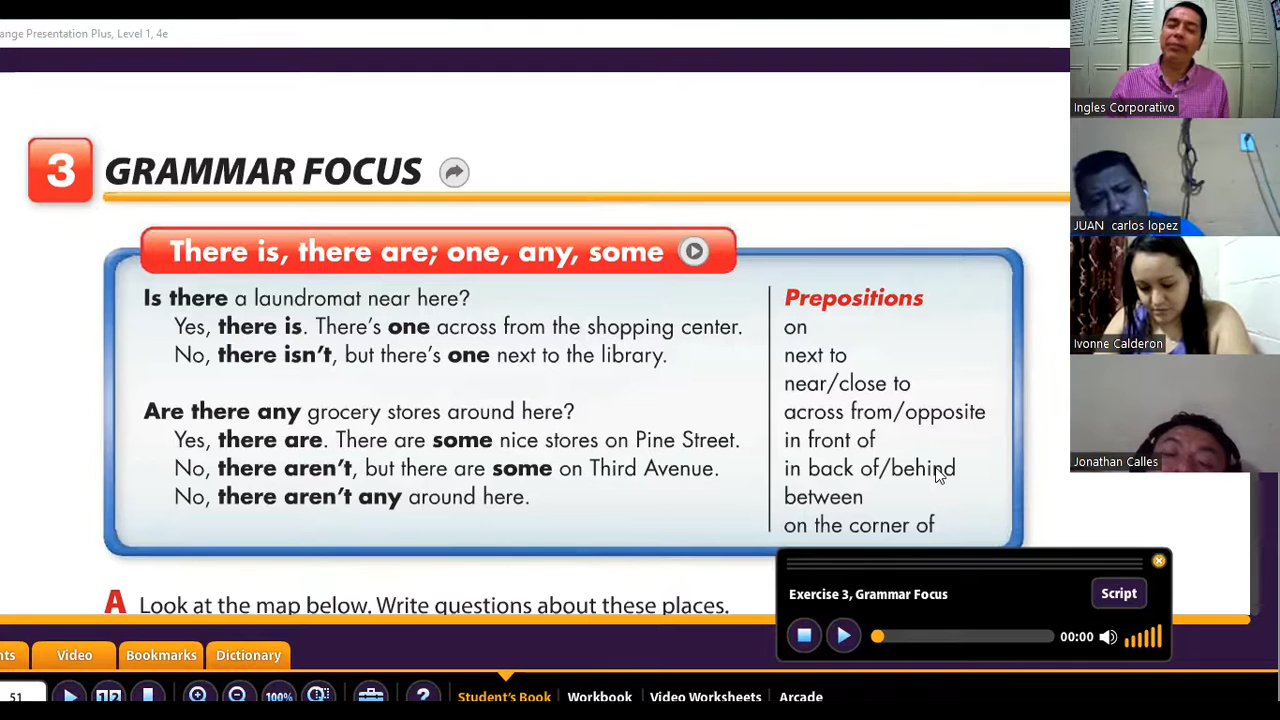 ange Presentation Plus, Level 1, 4e
Ingles Corporativo
3 GRAMMAR FOCUS
JUAN carlos lopez
There is, there are; one, any, some
Is there a laundromat near here?
Yes, there is. There's one across from the shopping center.
No, there isn't, but there's one next to the library.
Are there any grocery stores around here?
Yes, there are. There are some nice stores on Pine Street.
No, there aren't, but there are some on Third Avenue.
No, there aren't any around here.
Prepositions
on
next to
near/close to
across from/opposite
in front of
in back of/behind
between
on the corner of
Ivonne Calderon
Jonathan Calles
A Look at the map below. Write questions about these places.
Exercise 3, Grammar Focus
Script
00:00
nts Video Bookmarks Dictionary
51 12 100% ? Student's Book Workbook Video Worksheets Arcade